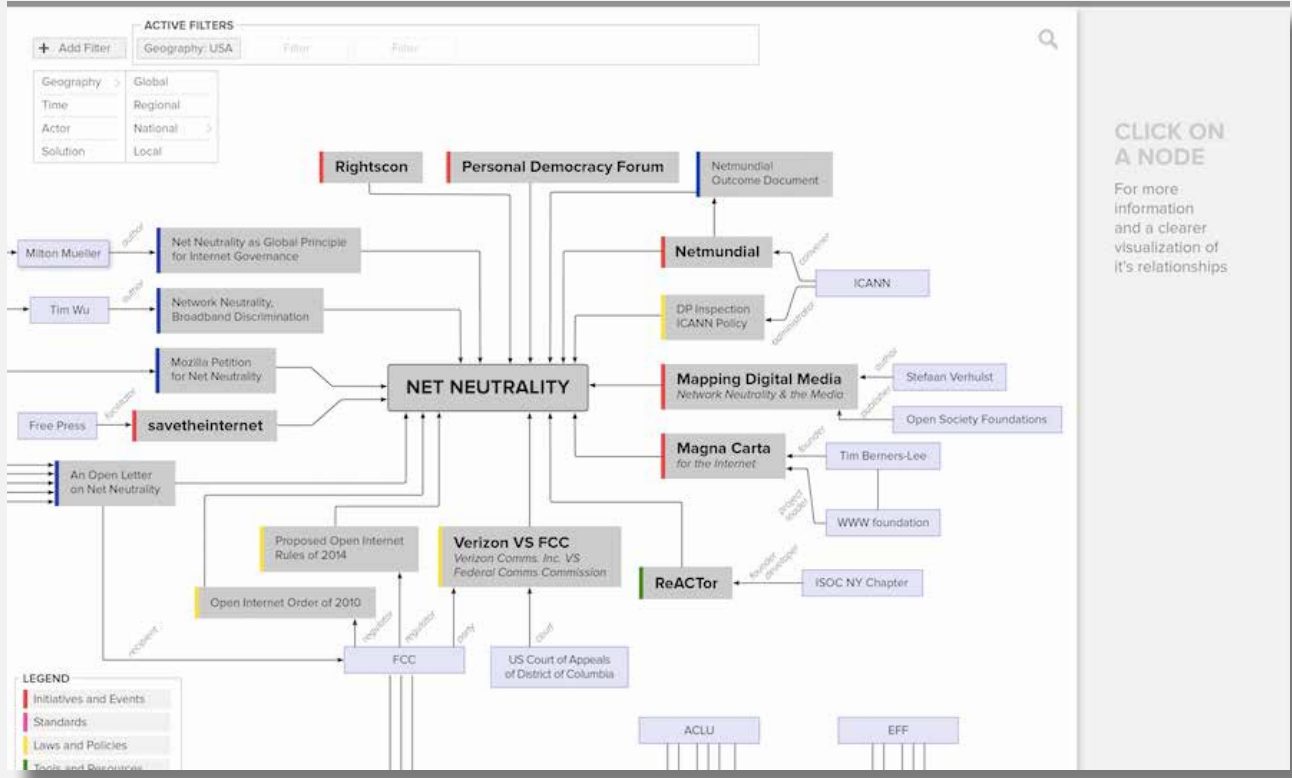 ACTIVE FILTERS
+ Add Filter
Geography: USA
Filter
Filter
Geography >
Global
Time
Regional
Actor
National >
Solution
Local
CLICK ON
A NODE
For more
information
and a clearer
visualization of
it's relationships
Rightscon
Personal Democracy Forum
Netmundial
Outcome Document
Milton Mueller
author
Net Neutrality as Global Principle
for Internet Governance
Netmundial
convener
ICANN
Tim Wu
author
Network Neutrality,
Broadband Discrimination
DP Inspection
ICANN Policy
administrator
Mozilla Petition
for Net Neutrality
NET NEUTRALITY
Mapping Digital Media
Network Neutrality & the Media
author
Stefaan Verhulst
publisher
Open Society Foundations
Free Press
facilitator
savetheinternet
Magna Carta
for the Internet
founder
Tim Berners-Lee
project
leader
WWW foundation
An Open Letter
on Net Neutrality
Proposed Open Internet
Rules of 2014
Verizon VS FCC
Verizon Comms. Inc. VS
Federal Comms Commission
ReACTor
founder
developer
ISOC NY Chapter
Open Internet Order of 2010
recipient
regulator
regulator
party
court
FCC
US Court of Appeals
of District of Columbia
LEGEND
Initiatives and Events
Standards
Laws and Policies
Tools and Resources
ACLU
EFF